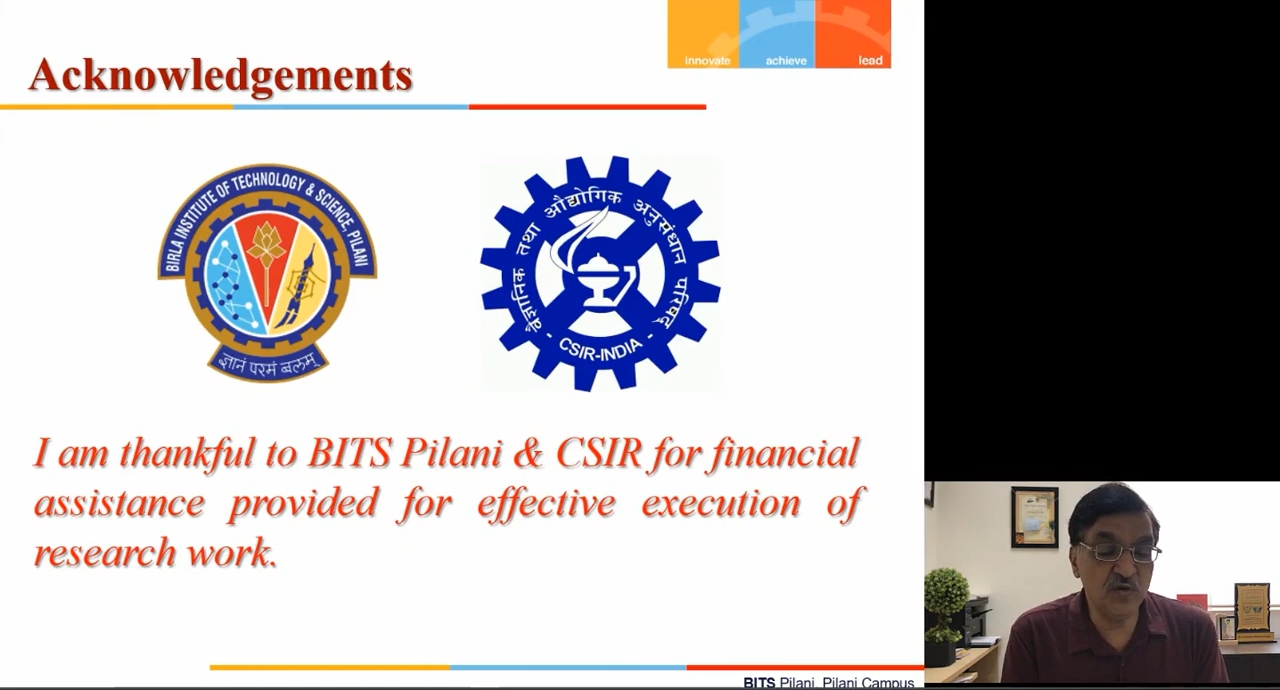 innovate achieve lead
Acknowledgements
BIRLA INSTITUTE OF TECHNOLOGY & SCIENCE, PILANI
ज्ञानं परमं बलम्
वैज्ञानिक तथा औद्योगिक अनुसंधान परिषद्
- CSIR-INDIA -
I am thankful to BITS Pilani & CSIR for financial
assistance provided for effective execution of
research work.
BITS Pilani, Pilani Campus